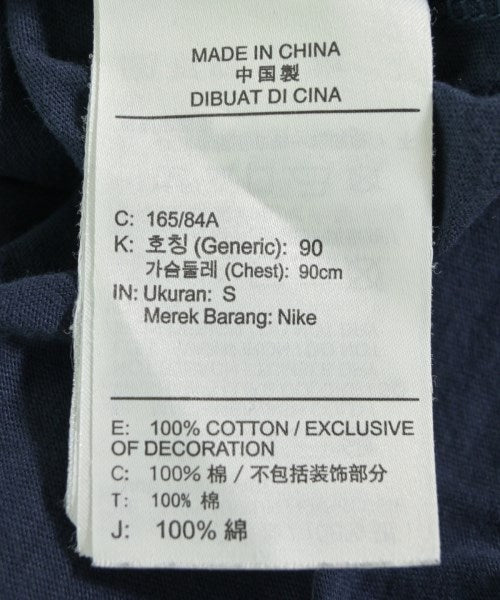 MADE IN CHINA
中国製
DIBUAT DI CINA
C: 165/84A
K: 호칭 (Generic): 90
가슴둘레 (Chest): 90cm
IN: Ukuran: S
Merek Barang: Nike
E: 100% COTTON / EXCLUSIVE
OF DECORATION
C: 100% 棉 / 不包括装饰部分
T: 100% 棉
J: 100% 綿